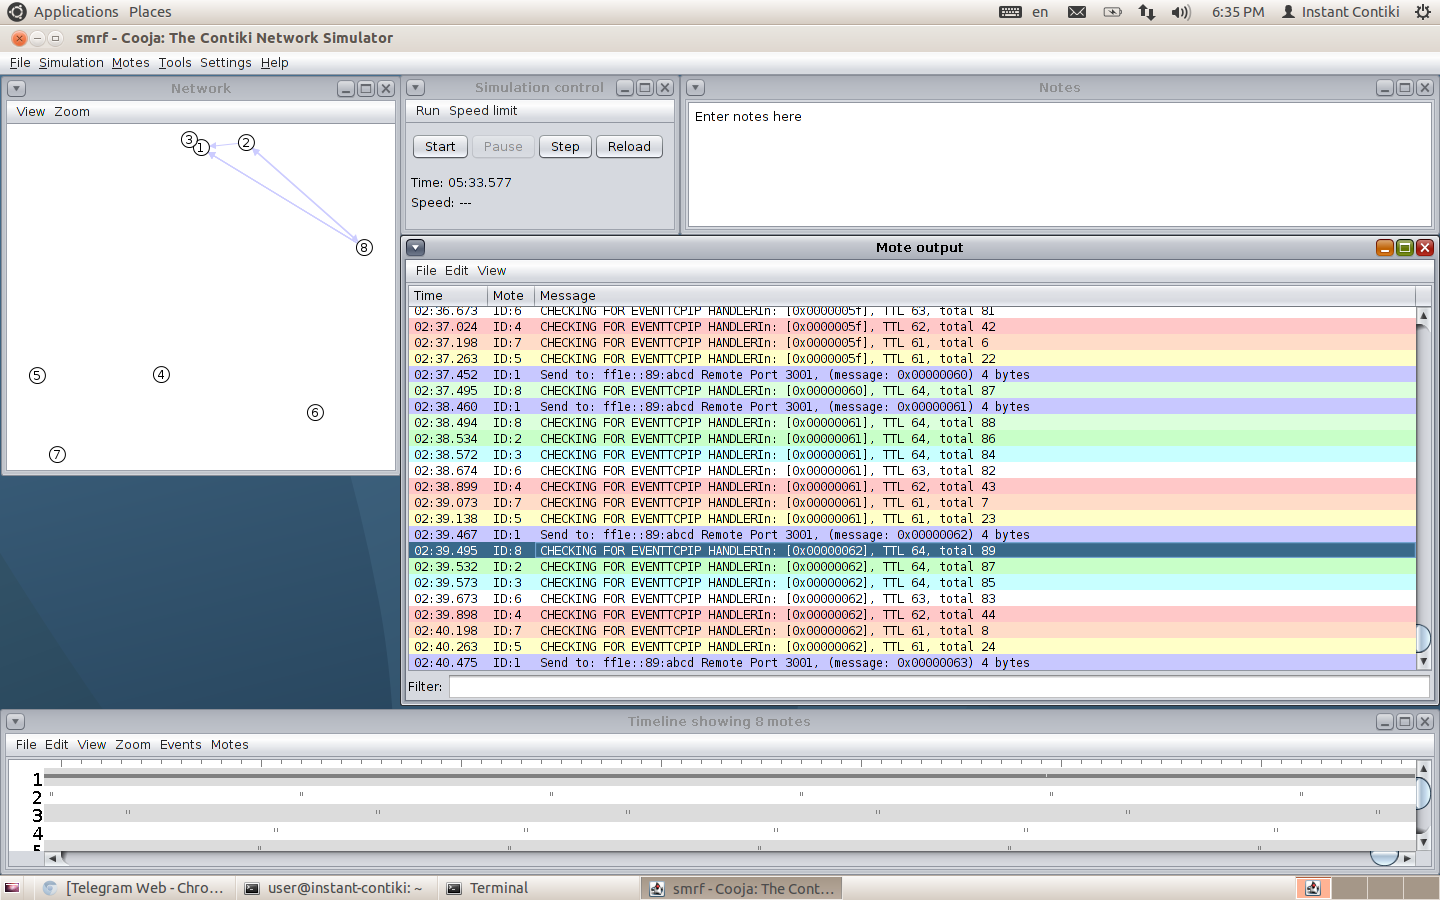 Applications Places en 6:35 PM Instant Contiki
smrf - Cooja: The Contiki Network Simulator
File Simulation Motes Tools Settings Help
Network
View Zoom
3
1
2
8
5
4
6
7
Simulation control
Run Speed limit
Start Pause Step Reload
Time: 05:33.577
Speed: ---
Notes
Enter notes here
Mote output
File Edit View
Time Mote Message
02:36.673 ID:6 CHECKING FOR EVENTTCPIP HANDLERIn: [0x0000005f], TTL 63, total 81
02:37.024 ID:4 CHECKING FOR EVENTTCPIP HANDLERIn: [0x0000005f], TTL 62, total 42
02:37.198 ID:7 CHECKING FOR EVENTTCPIP HANDLERIn: [0x0000005f], TTL 61, total 6
02:37.263 ID:5 CHECKING FOR EVENTTCPIP HANDLERIn: [0x0000005f], TTL 61, total 22
02:37.452 ID:1 Send to: ff1e::89:abcd Remote Port 3001, (message: 0x00000060) 4 bytes
02:37.495 ID:8 CHECKING FOR EVENTTCPIP HANDLERIn: [0x00000060], TTL 64, total 87
02:38.460 ID:1 Send to: ff1e::89:abcd Remote Port 3001, (message: 0x00000061) 4 bytes
02:38.494 ID:8 CHECKING FOR EVENTTCPIP HANDLERIn: [0x00000061], TTL 64, total 88
02:38.534 ID:2 CHECKING FOR EVENTTCPIP HANDLERIn: [0x00000061], TTL 64, total 86
02:38.572 ID:3 CHECKING FOR EVENTTCPIP HANDLERIn: [0x00000061], TTL 64, total 84
02:38.674 ID:6 CHECKING FOR EVENTTCPIP HANDLERIn: [0x00000061], TTL 63, total 82
02:38.899 ID:4 CHECKING FOR EVENTTCPIP HANDLERIn: [0x00000061], TTL 62, total 43
02:39.073 ID:7 CHECKING FOR EVENTTCPIP HANDLERIn: [0x00000061], TTL 61, total 7
02:39.138 ID:5 CHECKING FOR EVENTTCPIP HANDLERIn: [0x00000061], TTL 61, total 23
02:39.467 ID:1 Send to: ff1e::89:abcd Remote Port 3001, (message: 0x00000062) 4 bytes
02:39.495 ID:8 CHECKING FOR EVENTTCPIP HANDLERIn: [0x00000062], TTL 64, total 89
02:39.532 ID:2 CHECKING FOR EVENTTCPIP HANDLERIn: [0x00000062], TTL 64, total 87
02:39.573 ID:3 CHECKING FOR EVENTTCPIP HANDLERIn: [0x00000062], TTL 64, total 85
02:39.673 ID:6 CHECKING FOR EVENTTCPIP HANDLERIn: [0x00000062], TTL 63, total 83
02:39.898 ID:4 CHECKING FOR EVENTTCPIP HANDLERIn: [0x00000062], TTL 62, total 44
02:40.198 ID:7 CHECKING FOR EVENTTCPIP HANDLERIn: [0x00000062], TTL 61, total 8
02:40.263 ID:5 CHECKING FOR EVENTTCPIP HANDLERIn: [0x00000062], TTL 61, total 24
02:40.475 ID:1 Send to: ff1e::89:abcd Remote Port 3001, (message: 0x00000063) 4 bytes
Filter:
Timeline showing 8 motes
File Edit View Zoom Events Motes
1
2
3
4
5
[Telegram Web - Chro... user@instant-contiki: ~ Terminal smrf - Cooja: The Cont...